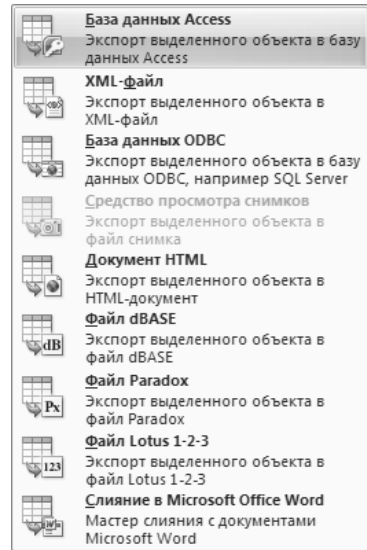 База данных Access
Экспорт выделенного объекта в базу
данных Access
XML-файл
Экспорт выделенного объекта в
XML-файл
База данных ODBC
Экспорт выделенного объекта в базу
данных ODBC, например SQL Server
Средство просмотра снимков
Экспорт выделенного объекта в
файл снимка
Документ HTML
Экспорт выделенного объекта в
HTML-документ
dB
Файл dBASE
Экспорт выделенного объекта в
файл dBASE
Px
Файл Paradox
Экспорт выделенного объекта в
файл Paradox
123
Файл Lotus 1-2-3
Экспорт выделенного объекта в
файл Lotus 1-2-3
Слияние в Microsoft Office Word
Мастер слияния с документами
Microsoft Word